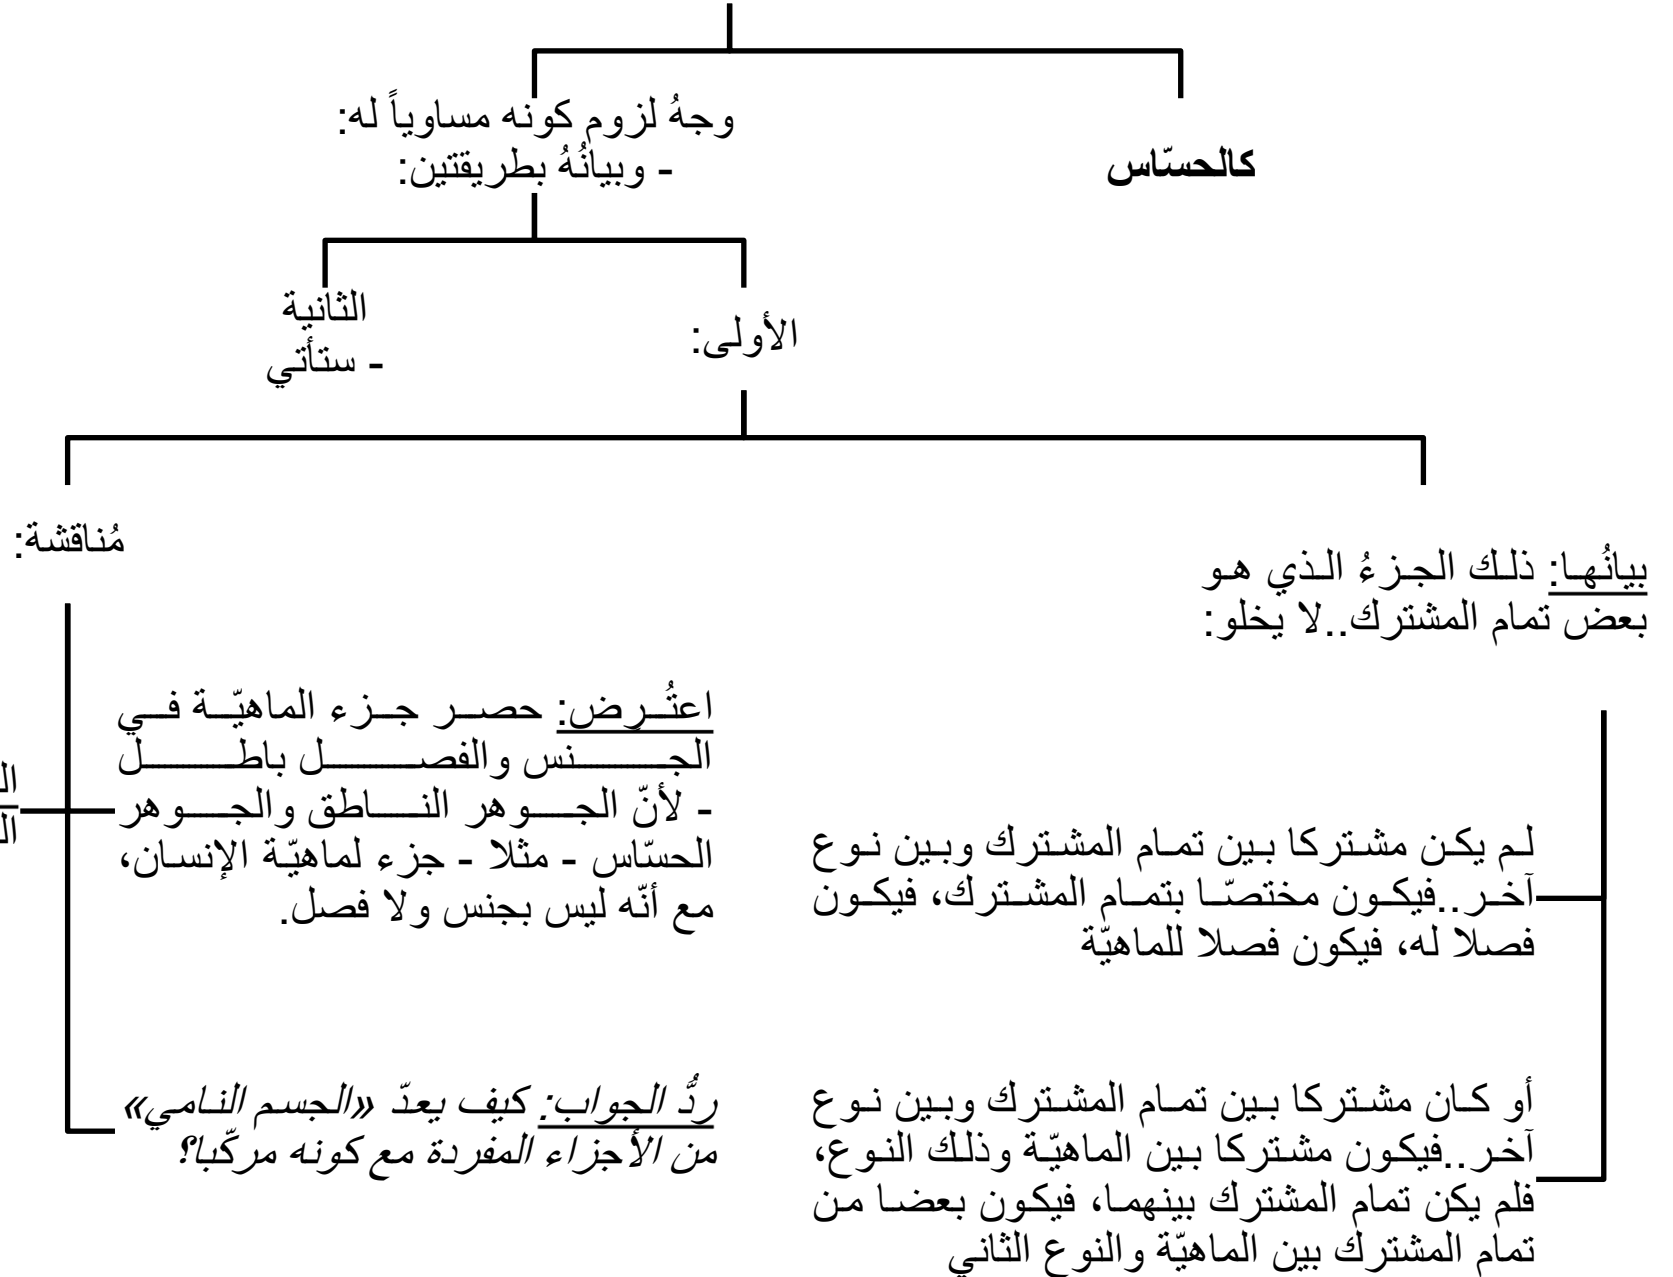 كالحسّاس
وجهُ لزوم كونه مساوياً له:
- وبيانُهُ بطريقتين:
الأولى:
الثانية
- ستأتي
بيانُها: ذلك الجزءُ الذي هو
بعض تمام المشترك..لا يخلو:
لم يكن مشتركا بين تمام المشترك وبين نوع
آخر..فيكون مختصّا بتمام المشترك، فيكون
فصلا له، فيكون فصلا للماهيّة
أو كان مشتركا بين تمام المشترك وبين نوع
آخر..فيكون مشتركا بين الماهيّة وذلك النوع،
فلم يكن تمام المشترك بينهما، فيكون بعضا من
تمام المشترك بين الماهيّة والنوع الثاني
مُناقشة:
اعتُرض: حصر جزء الماهيّة في
الجنس والفصل باطل
- لأنّ الجوهر الناطق والجوهر
الحسّاس - مثلا - جزء لماهيّة الإنسان،
مع أنّه ليس بجنس ولا فصل.
ردُّ الجواب: كيف يعدّ «الجسم النامي»
من الأجزاء المفردة مع كونه مركّبا؟